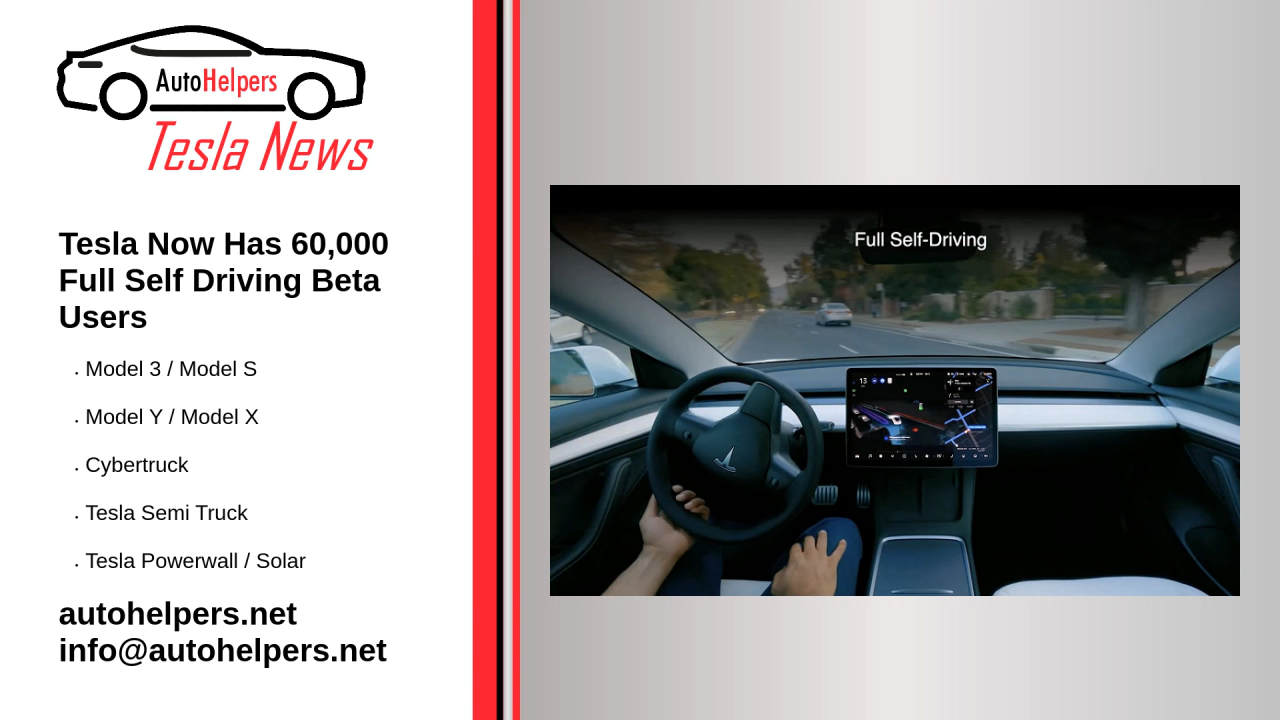 AutoHelpers
Tesla News
Tesla Now Has 60,000
Full Self Driving Beta
Users
· Model 3 / Model S
· Model Y / Model X
· Cybertruck
· Tesla Semi Truck
· Tesla Powerwall / Solar
autohelpers.net
info@autohelpers.net
Full Self-Driving
13